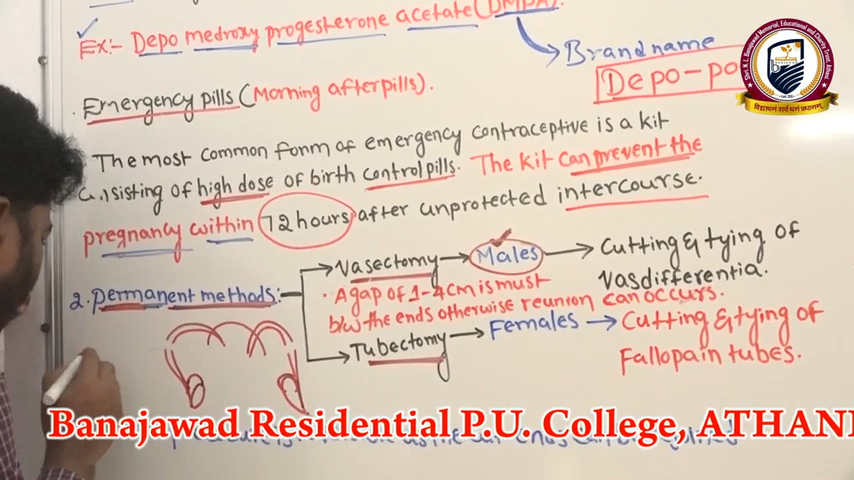 Ex:- Depo medroxy progesterone acetate (DMPA).
Brand name
Depo-po
Emergency pills (Morning afterpills).
The most common form of emergency contraceptive is a kit
sisting of high dose of birth control pills. The kit can prevent the
pregnancy within 72 hours after unprotected intercourse.
2. permanent methods:
Vasectomy → Males → Cutting & tying of
vasdifferentia.
• A gap of 1-4cm is must
b/w the ends otherwise reunion can occurs.
Tubectomy → Females → Cutting & tying of
Fallopain tubes.
Banajawad Residential P.U. College, ATHANI